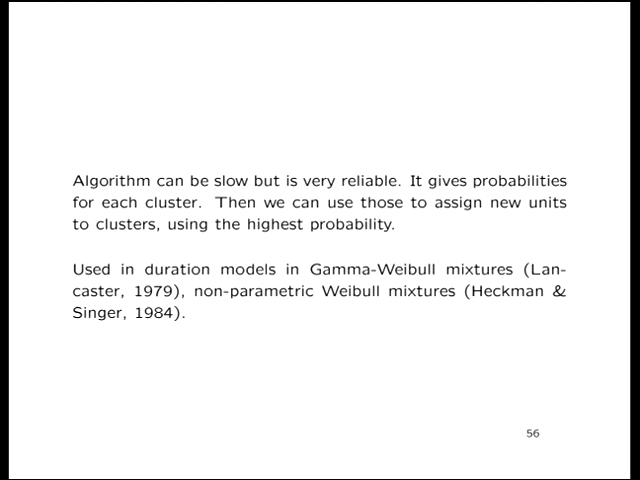 Algorithm can be slow but is very reliable. It gives probabilities
for each cluster. Then we can use those to assign new units
to clusters, using the highest probability.
Used in duration models in Gamma-Weibull mixtures (Lan-
caster, 1979), non-parametric Weibull mixtures (Heckman &
Singer, 1984).
56